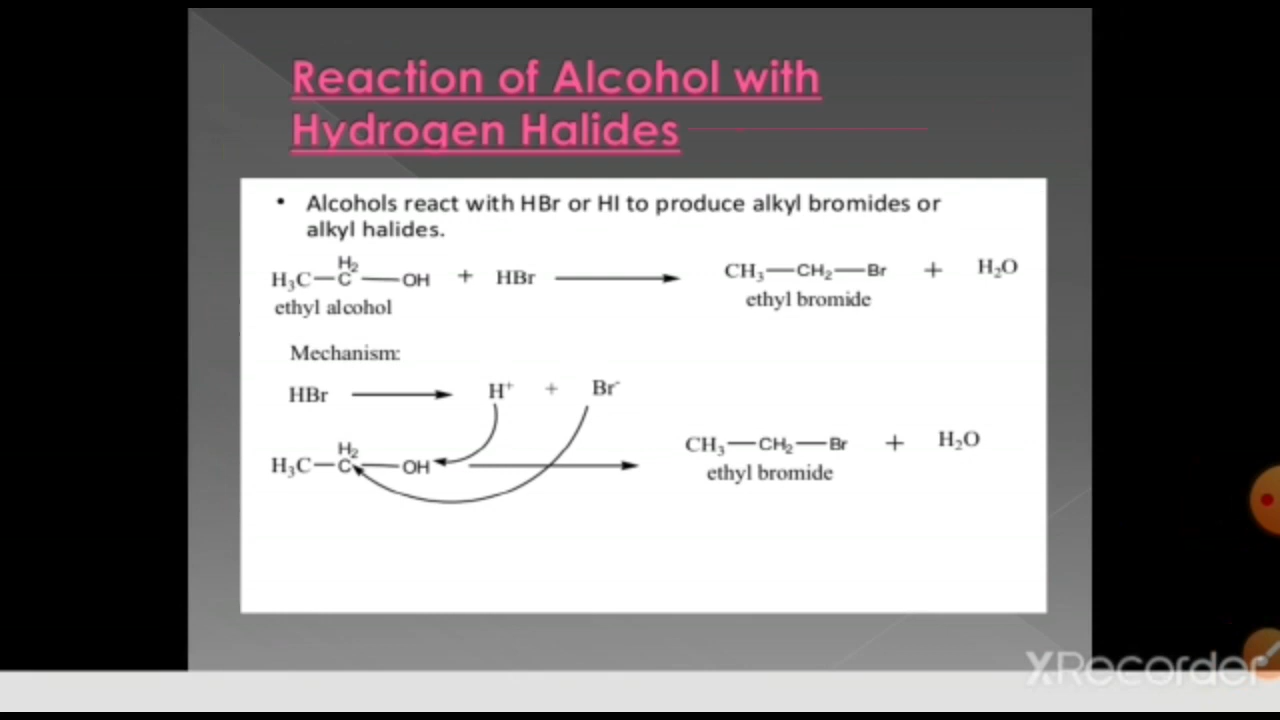 Reaction of Alcohol with
Hydrogen Halides
• Alcohols react with HBr or HI to produce alkyl bromides or
alkyl halides.
H₃C—C(H₂)—OH + HBr ⟶ CH₃—CH₂—Br + H₂O
ethyl alcohol ethyl bromide
Mechanism:
HBr ⟶ H⁺ + Br⁻
H₃C—C(H₂)—OH ⟶ CH₃—CH₂—Br + H₂O
ethyl bromide
XRecorder